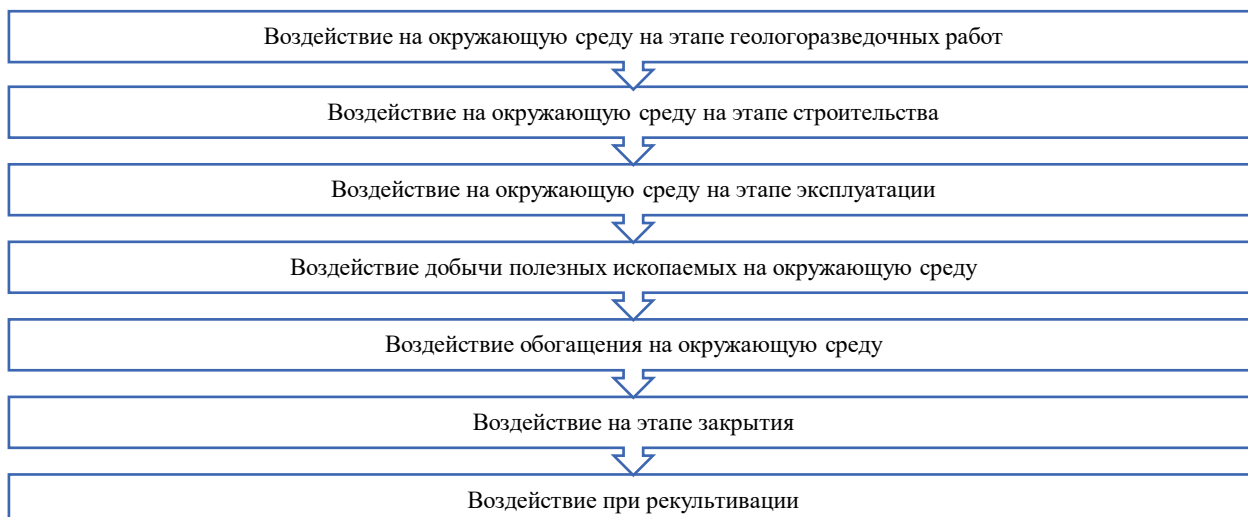 Воздействие на окружающую среду на этапе геологоразведочных работ
Воздействие на окружающую среду на этапе строительства
Воздействие на окружающую среду на этапе эксплуатации
Воздействие добычи полезных ископаемых на окружающую среду
Воздействие обогащения на окружающую среду
Воздействие на этапе закрытия
Воздействие при рекультивации